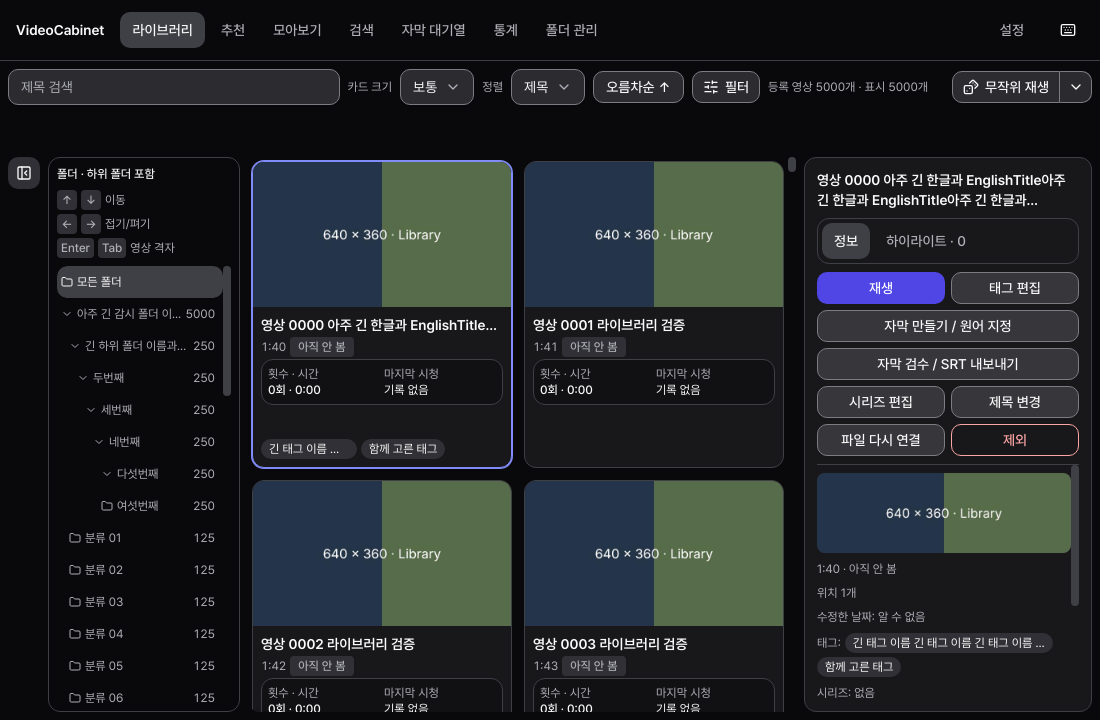 VideoCabinet 라이브러리 추천 모아보기 검색 자막 대기열 통계 폴더 관리 설정
제목 검색 카드 크기 보통 정렬 제목 오름차순 ↑ 필터 등록 영상 5000개 · 표시 5000개 무작위 재생
폴더 · 하위 폴더 포함
↑ ↓ 이동
← → 접기/펴기
Enter Tab 영상 격자
모든 폴더
아주 긴 감시 폴더 이... 5000
긴 하위 폴더 이름과... 250
두번째 250
세번째 250
네번째 250
다섯번째 250
여섯번째 250
분류 01 125
분류 02 125
분류 03 125
분류 04 125
분류 05 125
분류 06 125
640 × 360 · Library
영상 0000 아주 긴 한글과 EnglishTitle...
1:40 아직 안 봄
횟수 · 시간 마지막 시청
0회 · 0:00 기록 없음
긴 태그 이름 ... 함께 고른 태그
640 × 360 · Library
영상 0001 라이브러리 검증
1:41 아직 안 봄
횟수 · 시간 마지막 시청
0회 · 0:00 기록 없음
640 × 360 · Library
영상 0002 라이브러리 검증
1:42 아직 안 봄
횟수 · 시간 마지막 시청
0회 · 0:00 기록 없음
640 × 360 · Library
영상 0003 라이브러리 검증
1:43 아직 안 봄
횟수 · 시간 마지막 시청
0회 · 0:00 기록 없음
영상 0000 아주 긴 한글과 EnglishTitle아주
긴 한글과 EnglishTitle아주 긴 한글과...
정보 하이라이트 · 0
재생 태그 편집
자막 만들기 / 원어 지정
자막 검수 / SRT 내보내기
시리즈 편집 제목 변경
파일 다시 연결 제외
640 × 360 · Library
1:40 · 아직 안 봄
위치 1개
수정한 날짜: 알 수 없음
태그: 긴 태그 이름 긴 태그 이름 긴 태그 이름 ...
함께 고른 태그
시리즈: 없음